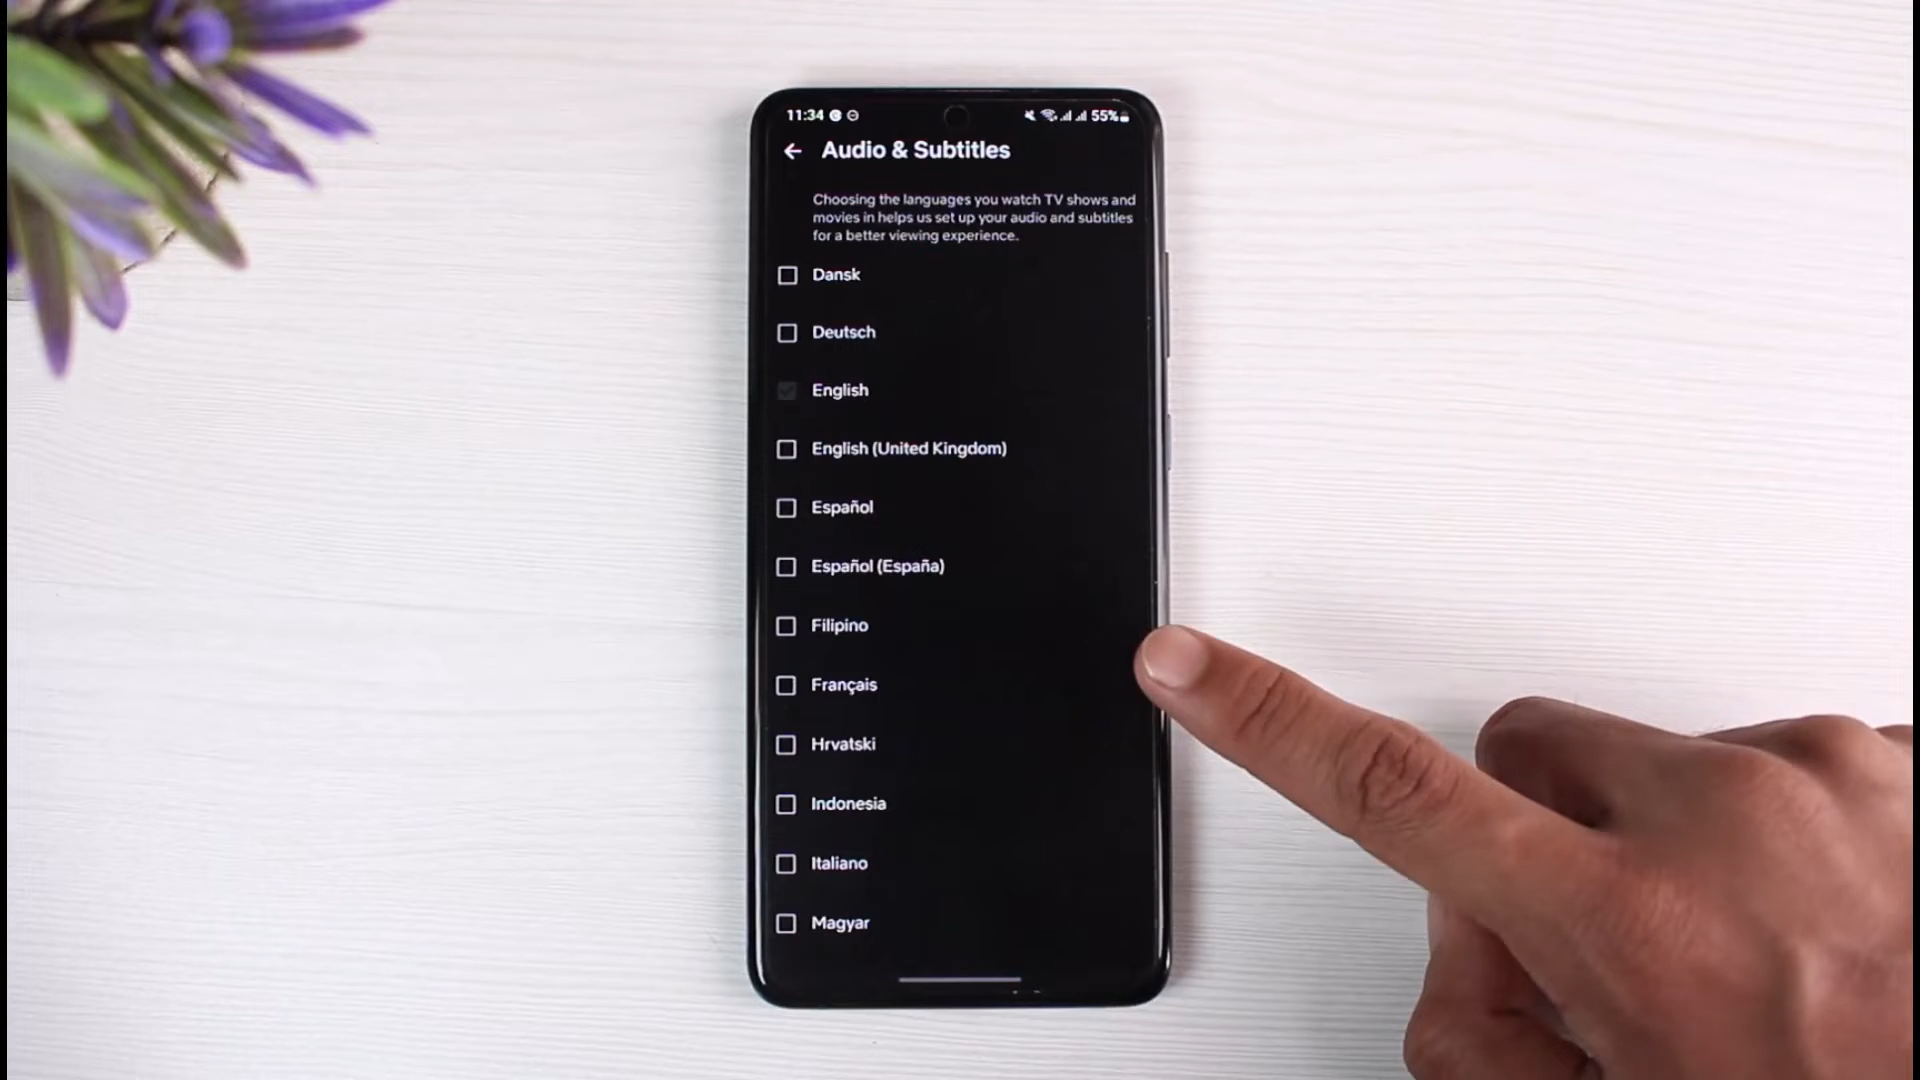 11:34
55%
Audio & Subtitles
Choosing the languages you watch TV shows and
movies in helps us set up your audio and subtitles
for a better viewing experience.
Dansk
Deutsch
English
English (United Kingdom)
Español
Español (España)
Filipino
Français
Hrvatski
Indonesia
Italiano
Magyar